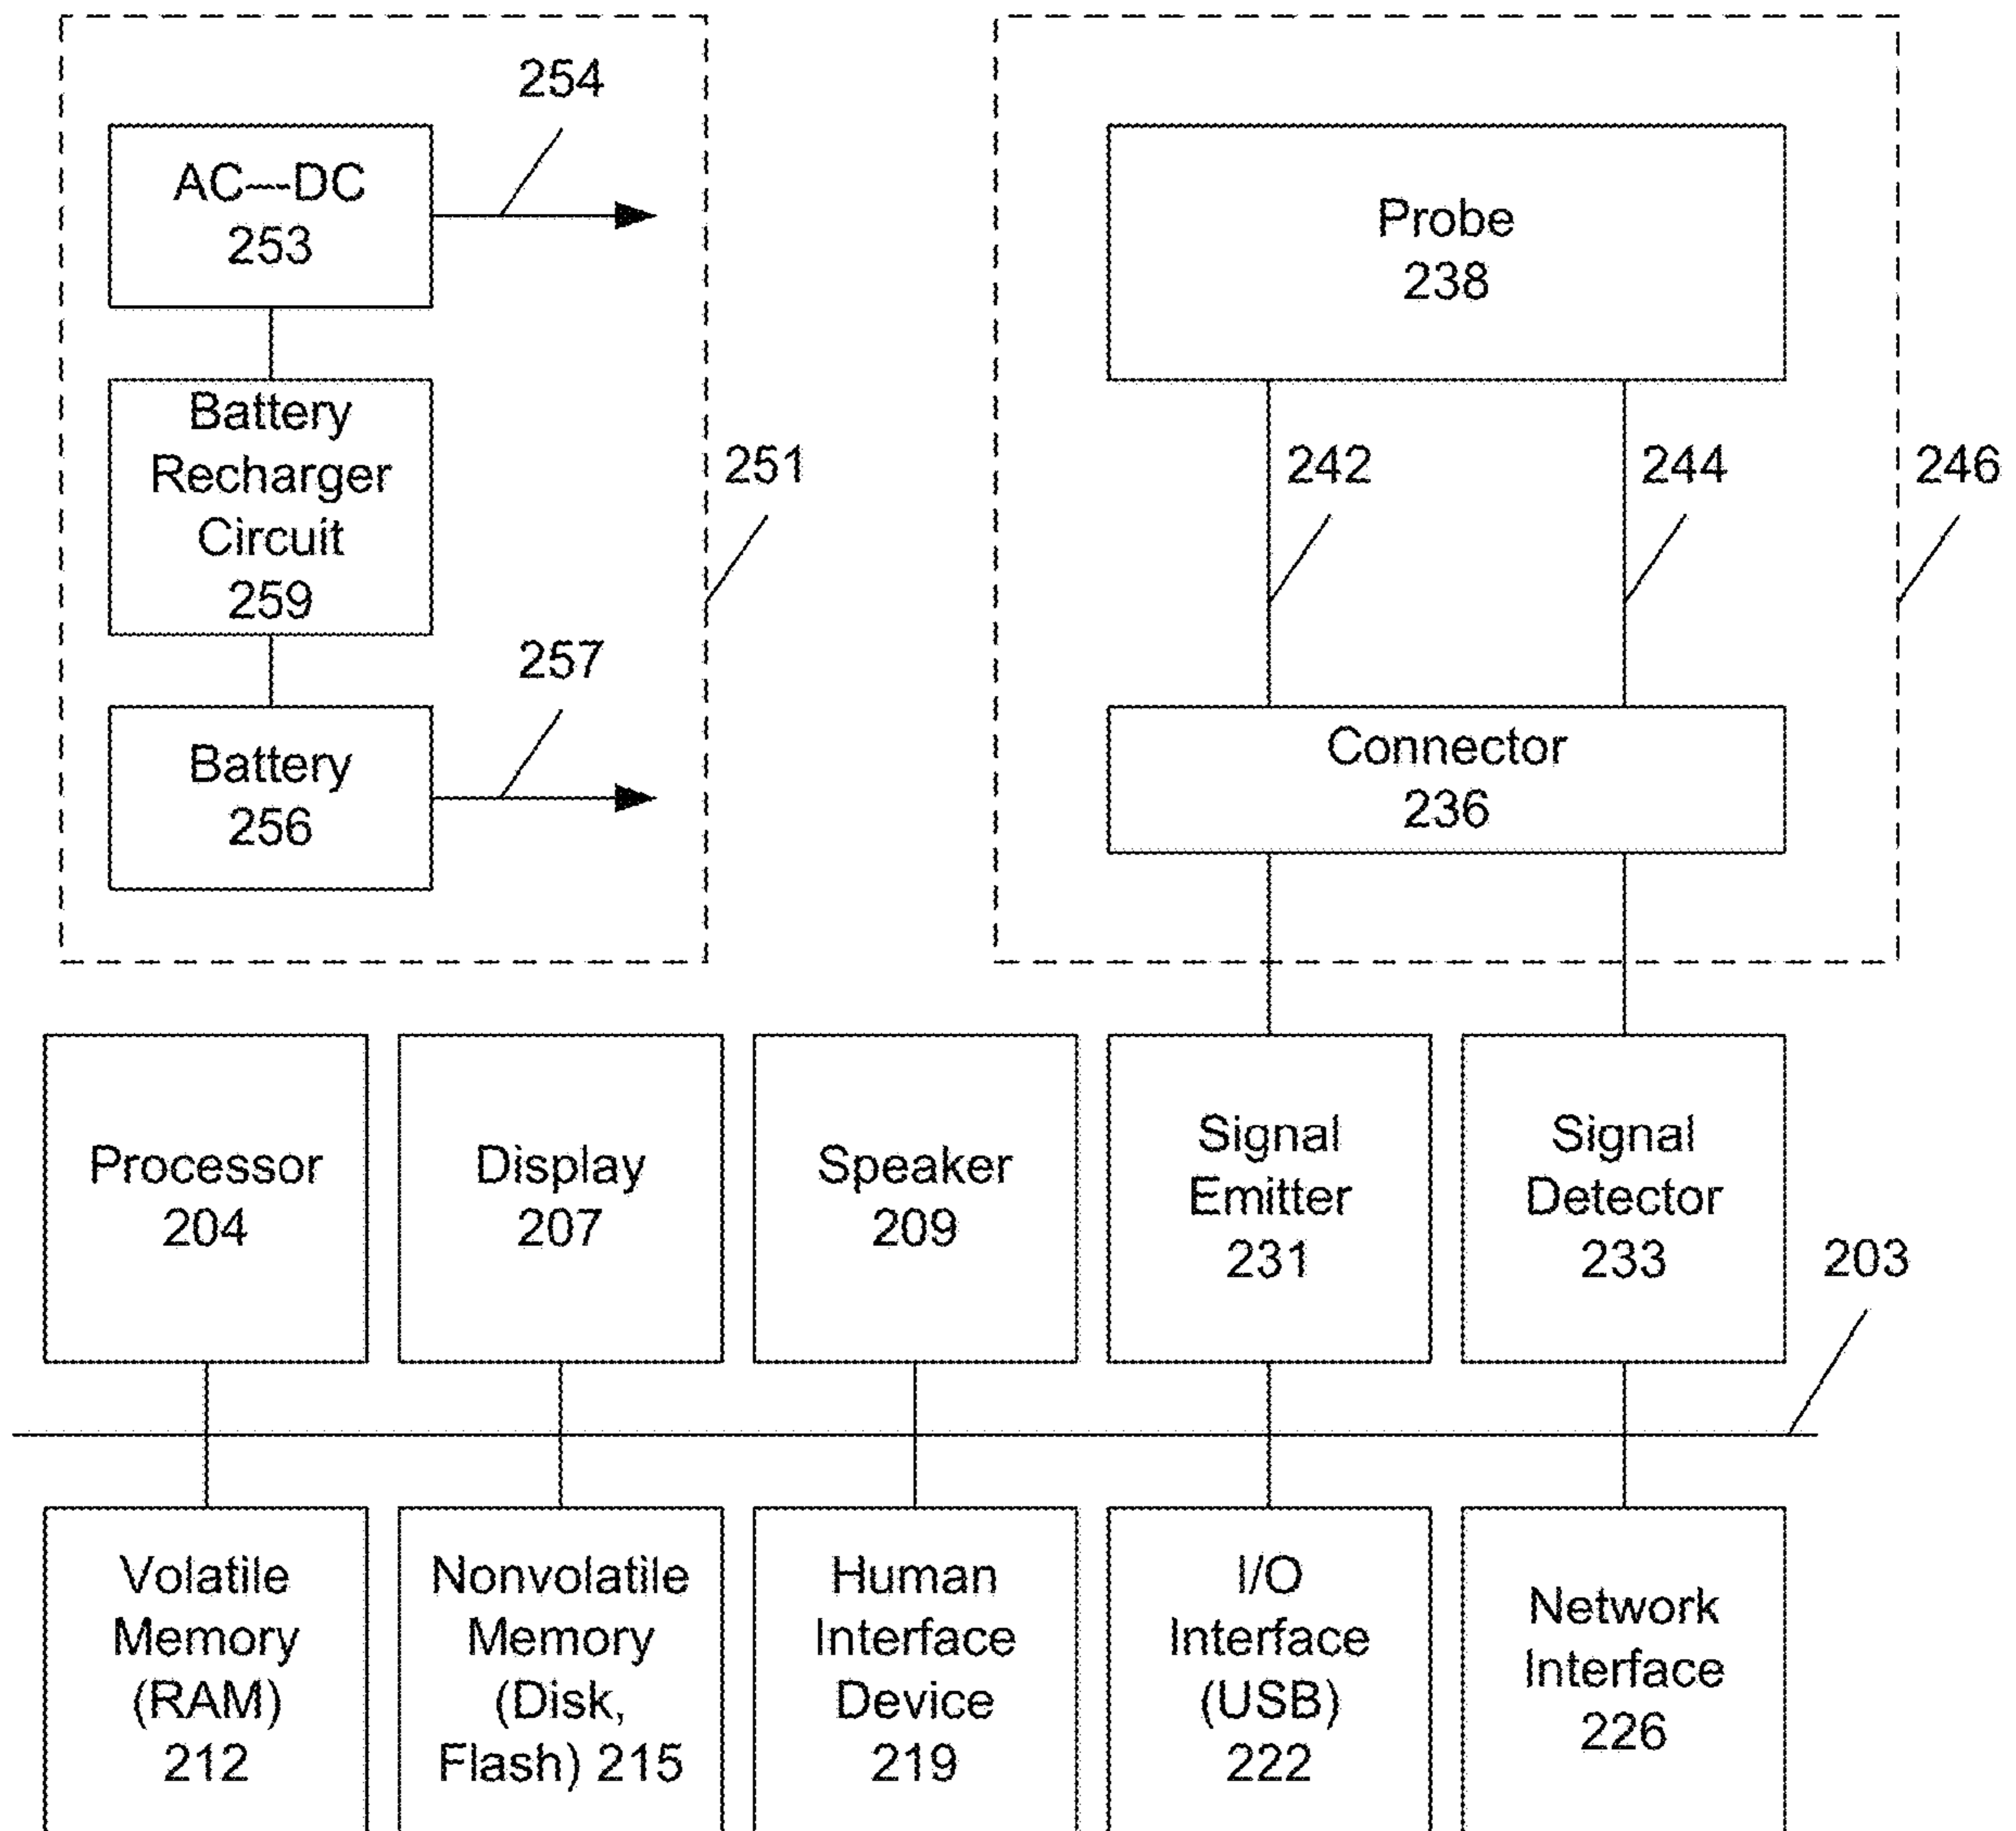 254
AC---DC
253
Battery
Recharger
Circuit
259
251
257
Battery
256
Probe
238
242
244
246
Connector
236
Processor
204
Display
207
Speaker
209
Signal
Emitter
231
Signal
Detector
233
203
Volatile
Memory
(RAM)
212
Nonvolatile
Memory
(Disk,
Flash) 215
Human
Interface
Device
219
I/O
Interface
(USB)
222
Network
Interface
226